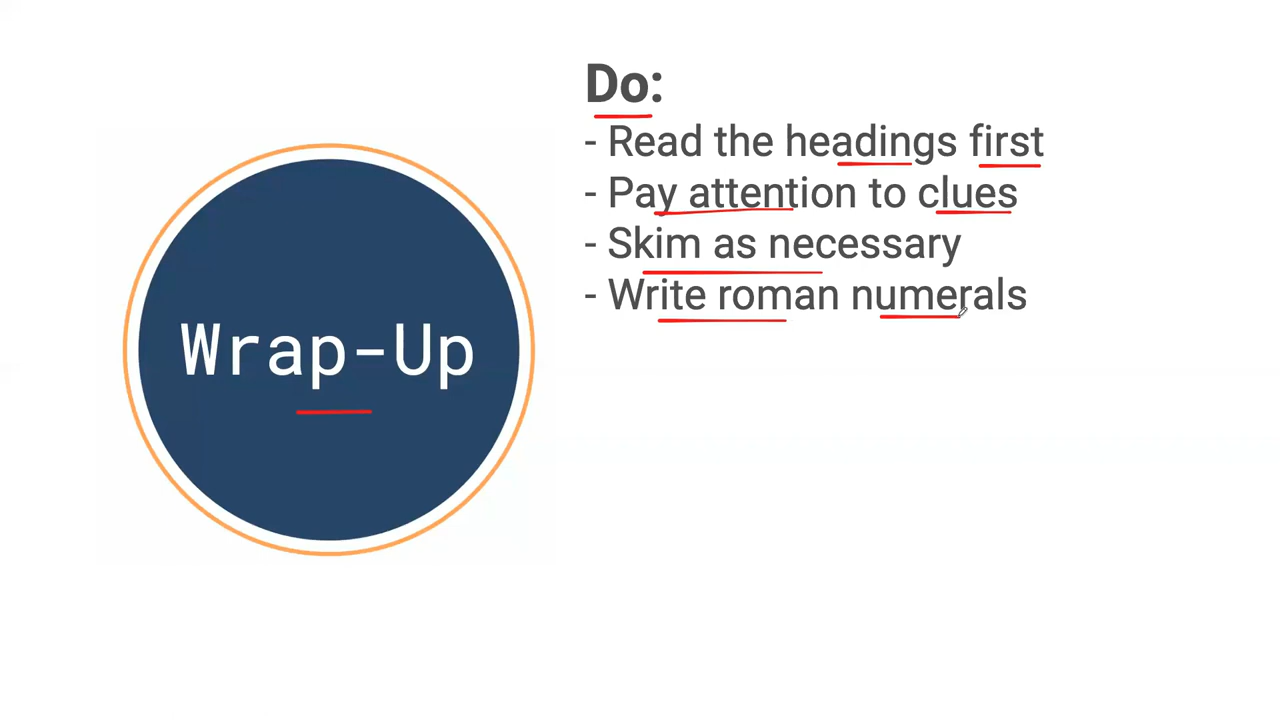 Do:
- Read the headings first
- Pay attention to clues
- Skim as necessary
- Write roman numerals
Wrap-Up